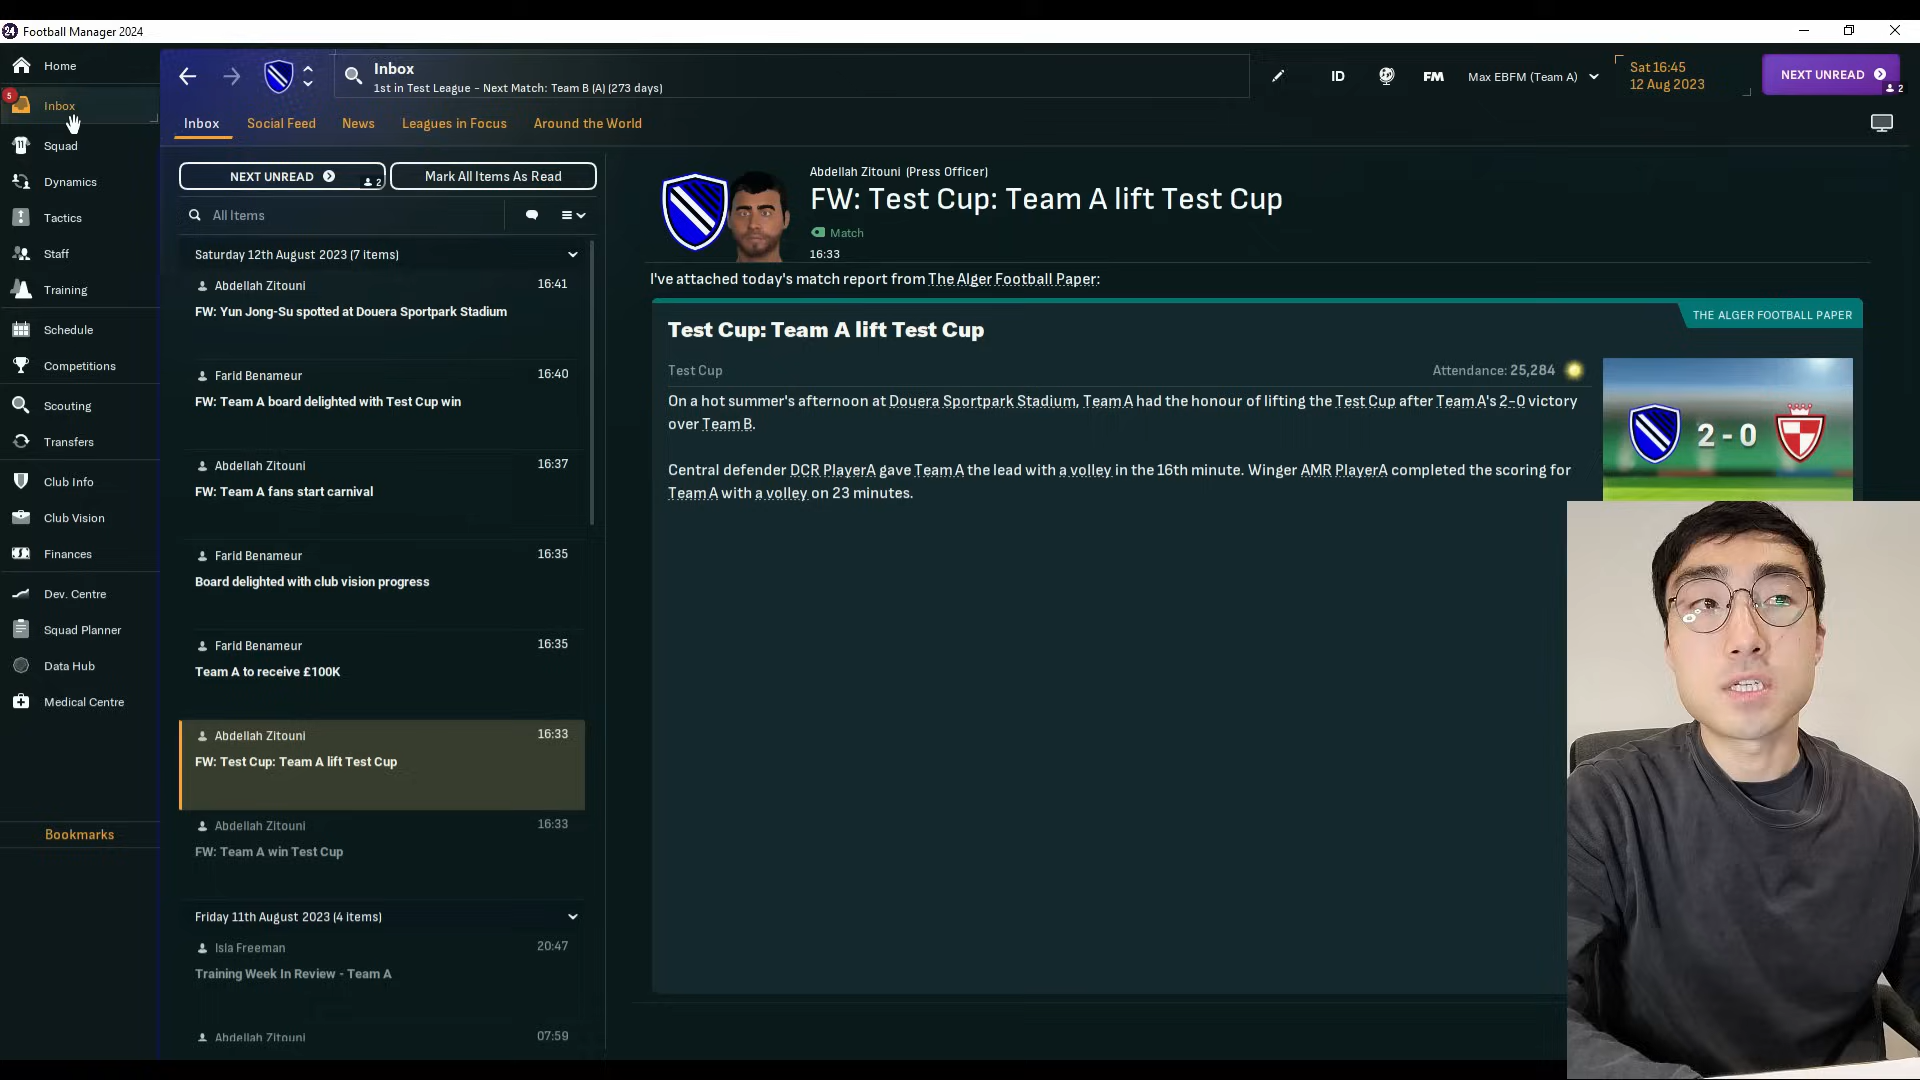 24 Football Manager 2024
Home
5
Inbox
Squad
Dynamics
Tactics
Staff
Training
Schedule
Competitions
Scouting
Transfers
Club Info
Club Vision
Finances
Dev. Centre
Squad Planner
Data Hub
Medical Centre
Bookmarks
Inbox
1st in Test League - Next Match: Team B (A) (273 days)
ID
FM
Max EBFM (Team A)
Sat 16:45
12 Aug 2023
NEXT UNREAD
2
Inbox Social Feed News Leagues in Focus Around the World
NEXT UNREAD 2 Mark All Items As Read
All Items
Saturday 12th August 2023 (7 items)
Abdellah Zitouni 16:41
FW: Yun Jong-Su spotted at Douera Sportpark Stadium
Farid Benameur 16:40
FW: Team A board delighted with Test Cup win
Abdellah Zitouni 16:37
FW: Team A fans start carnival
Farid Benameur 16:35
Board delighted with club vision progress
Farid Benameur 16:35
Team A to receive £100K
Abdellah Zitouni 16:33
FW: Test Cup: Team A lift Test Cup
Abdellah Zitouni 16:33
FW: Team A win Test Cup
Friday 11th August 2023 (4 items)
Isla Freeman 20:47
Training Week In Review - Team A
Abdellah Zitouni 07:59
Abdellah Zitouni (Press Officer)
FW: Test Cup: Team A lift Test Cup
Match
16:33
I've attached today's match report from The Alger Football Paper:
THE ALGER FOOTBALL PAPER
Test Cup: Team A lift Test Cup
Test Cup Attendance: 25,284
On a hot summer's afternoon at Douera Sportpark Stadium, Team A had the honour of lifting the Test Cup after Team A's 2-0 victory
over Team B.
Central defender DCR PlayerA gave Team A the lead with a volley in the 16th minute. Winger AMR PlayerA completed the scoring for
Team A with a volley on 23 minutes.
2 - 0